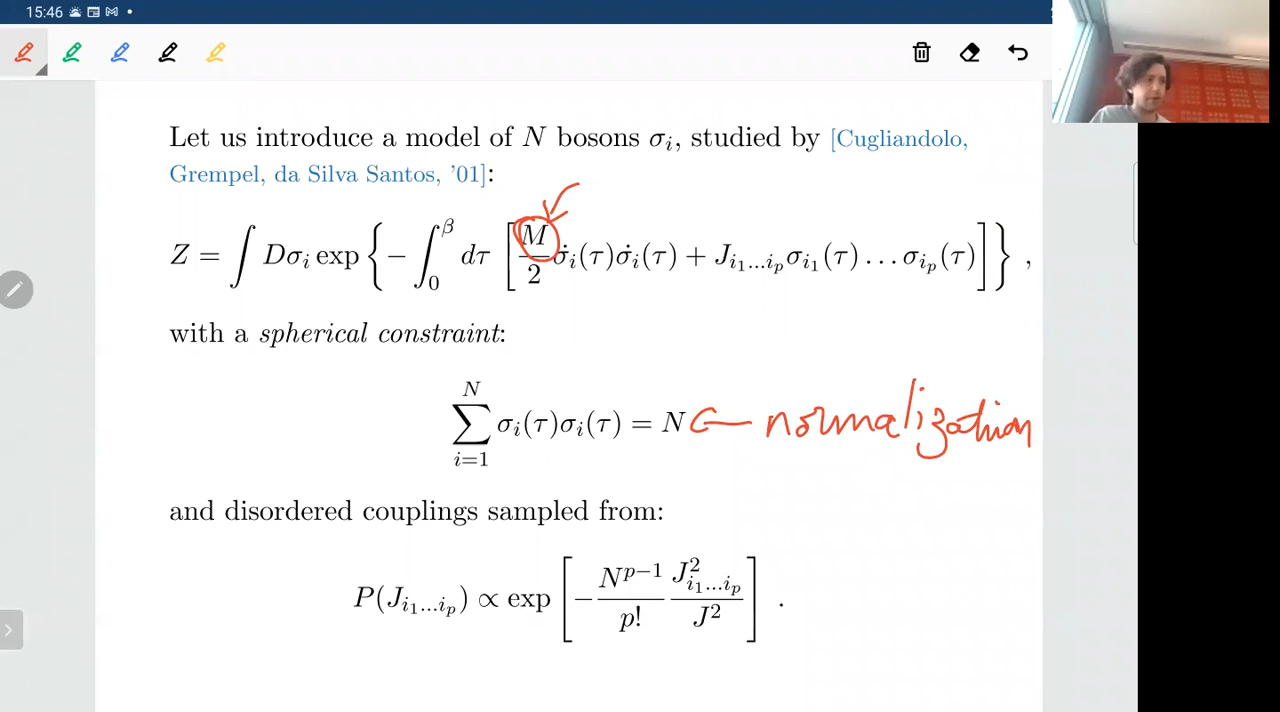 15:46
Let us introduce a model of N bosons σ_i, studied by [Cugliandolo,
Grempel, da Silva Santos, '01]:
Z = ∫ Dσ_i exp { − ∫_0^β dτ [ M/2 σ̇_i(τ)σ̇_i(τ) + J_{i_1…i_p} σ_{i_1}(τ) … σ_{i_p}(τ) ] } ,
with a spherical constraint:
∑_{i=1}^N σ_i(τ)σ_i(τ) = N normalization
and disordered couplings sampled from:
P(J_{i_1…i_p}) ∝ exp [ − N^{p−1}/p! J²_{i_1…i_p}/J² ] .